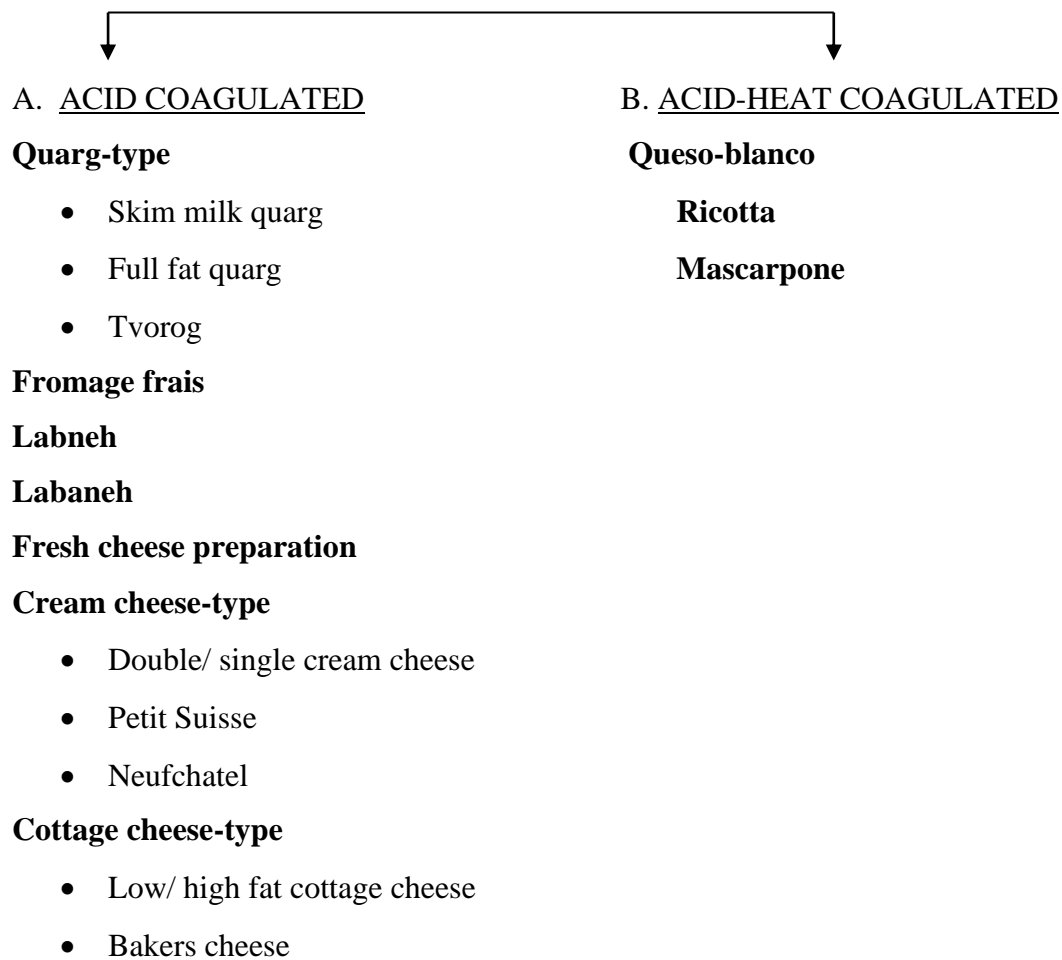 A. ACID COAGULATED
Quarg-type
• Skim milk quarg
• Full fat quarg
• Tvorog
Fromage frais
Labneh
Labaneh
Fresh cheese preparation
Cream cheese-type
• Double/ single cream cheese
• Petit Suisse
• Neufchatel
Cottage cheese-type
• Low/ high fat cottage cheese
• Bakers cheese
B. ACID-HEAT COAGULATED
Queso-blanco
Ricotta
Mascarpone